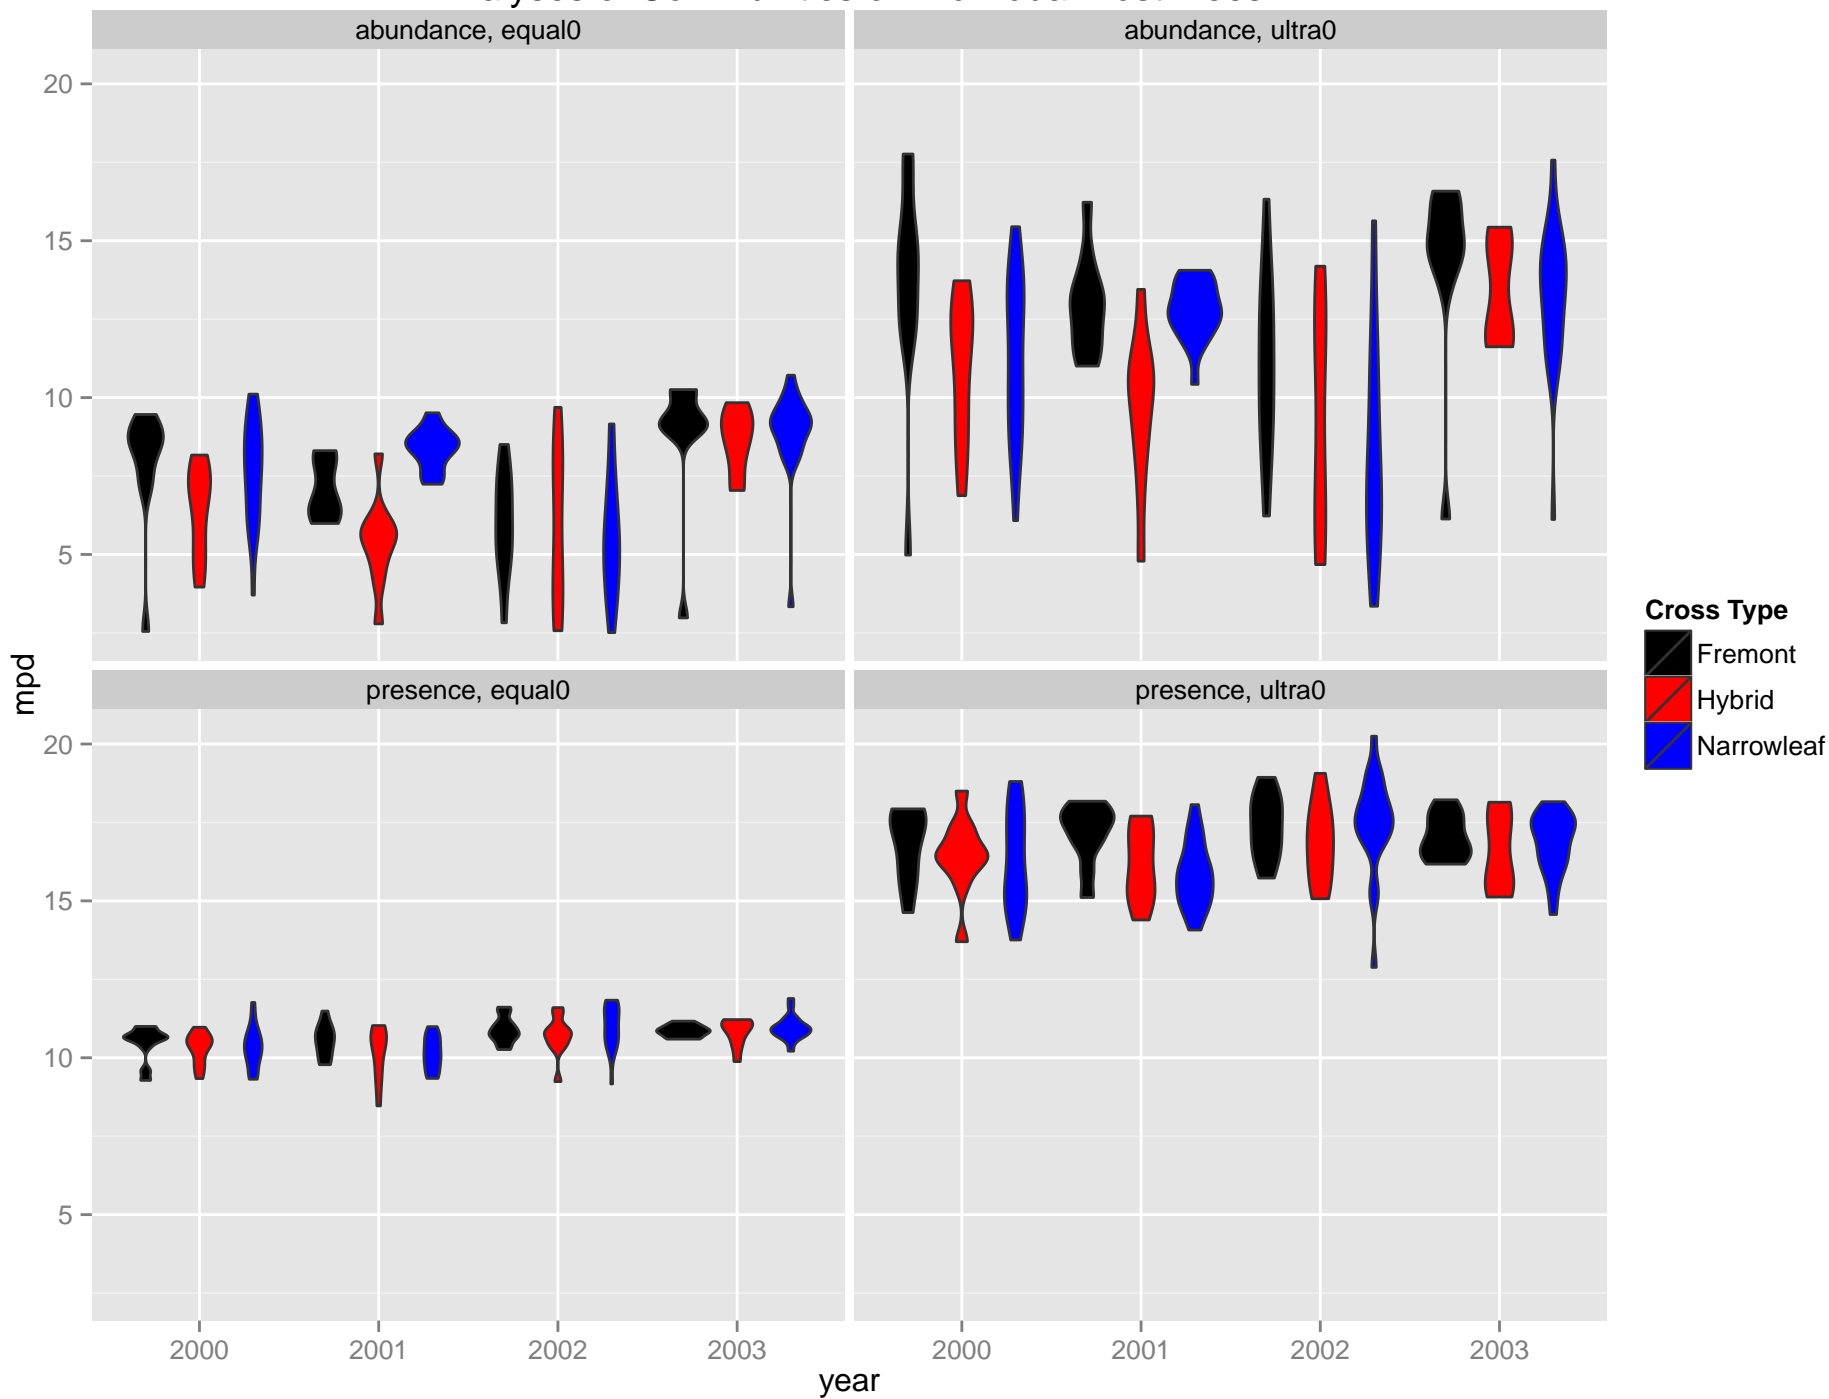 abundance, equal0
abundance, ultra0
20
15
10
5
presence, equal0
presence, ultra0
20
15
10
5
2000
2001
2002
2003
2000
2001
2002
2003
year
mpd
Cross Type
Fremont
Hybrid
Narrowleaf